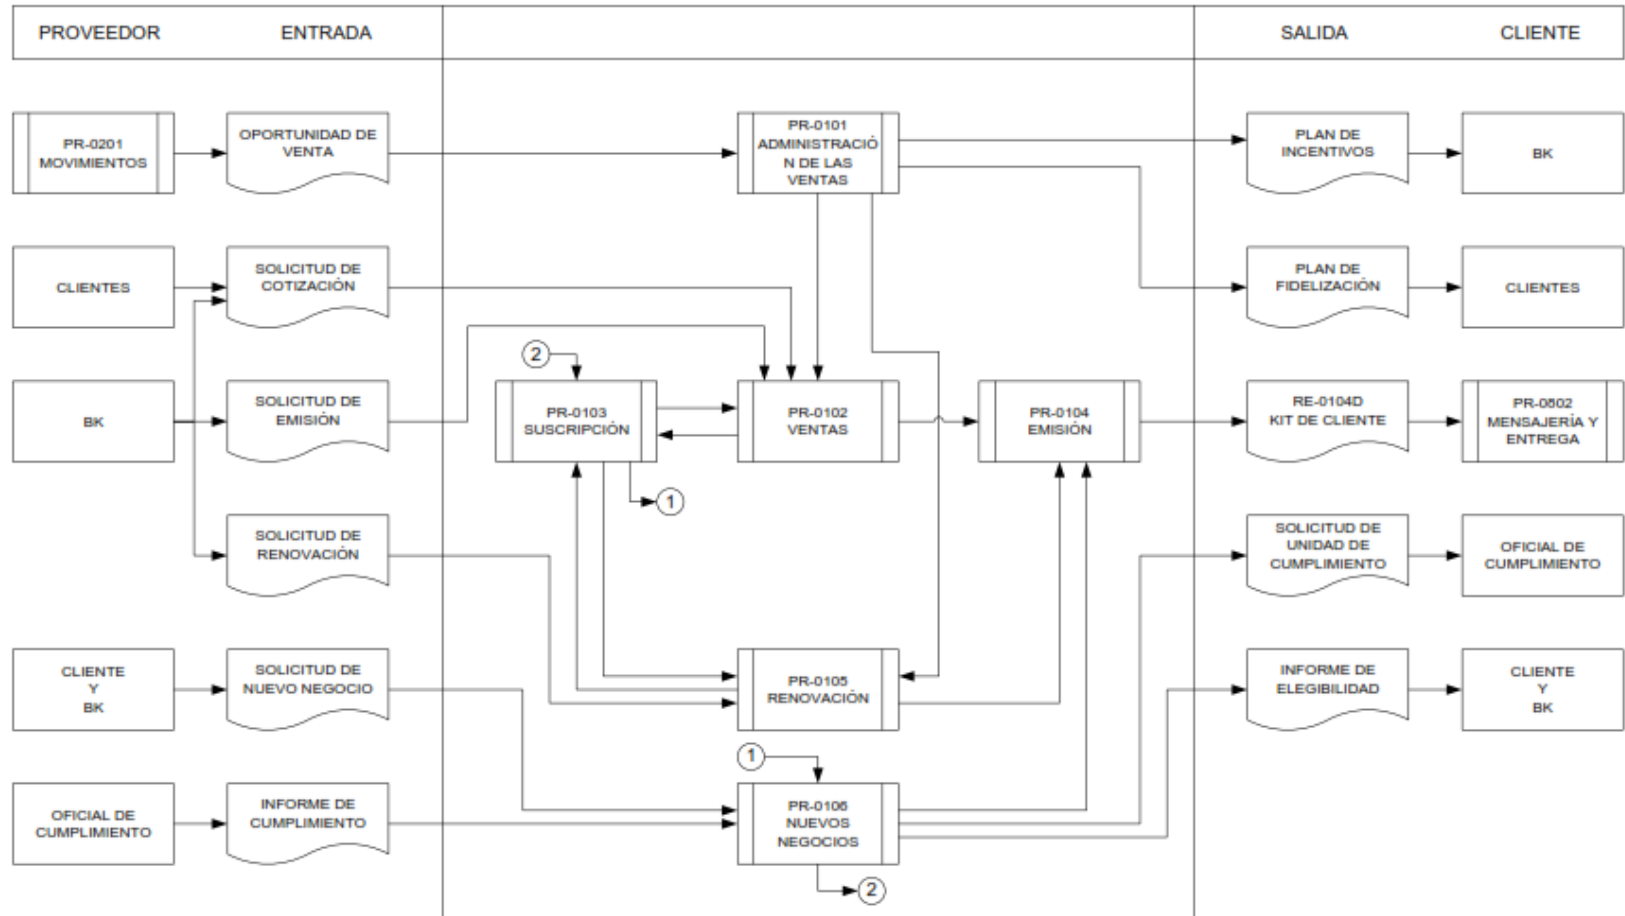 PROVEEDOR
ENTRADA
SALIDA
CLIENTE
PR-0201
MOVIMIENTOS
OPORTUNIDAD DE
VENTA
PR-0101
ADMINISTRACIÓ
N DE LAS
VENTAS
PLAN DE
INCENTIVOS
BK
CLIENTES
SOLICITUD DE
COTIZACIÓN
PLAN DE
FIDELIZACIÓN
CLIENTES
2
BK
SOLICITUD DE
EMISIÓN
PR-0103
SUSCRIPCIÓN
PR-0102
VENTAS
PR-0104
EMISIÓN
RE-0104D
KIT DE CLIENTE
PR-0802
MENSAJERÍA Y
ENTREGA
1
SOLICITUD DE
RENOVACIÓN
SOLICITUD DE
UNIDAD DE
CUMPLIMIENTO
OFICIAL DE
CUMPLIMIENTO
CLIENTE
Y
BK
SOLICITUD DE
NUEVO NEGOCIO
PR-0105
RENOVACIÓN
INFORME DE
ELEGIBILIDAD
CLIENTE
Y
BK
1
OFICIAL DE
CUMPLIMIENTO
INFORME DE
CUMPLIMIENTO
PR-0106
NUEVOS
NEGOCIOS
2